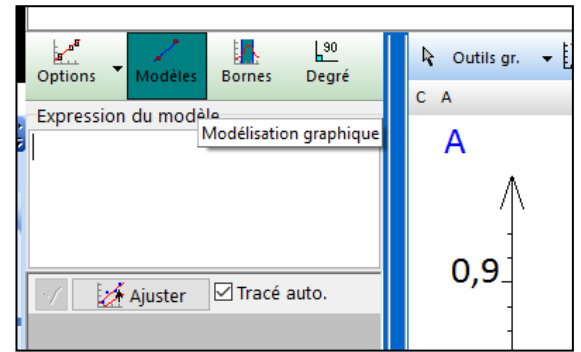 Options Modèles Bornes 90 Degré
Expression du modèle
Modélisation graphique
Ajuster Tracé auto.
Outils gr.
C A
A
0,9